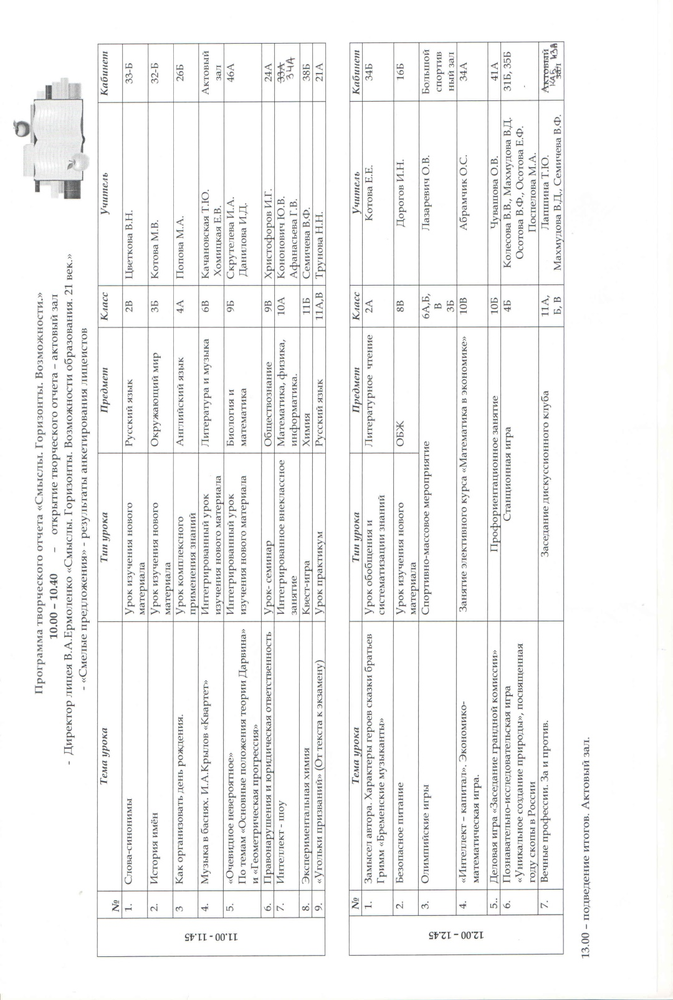 Программа творческого отчета «Смыслы. Горизонты. Возможности.»
10.00 – 10.40 – открытие творческого отчета – актовый зал
- Директор лицея В.А.Ермоленко «Смыслы. Горизонты. Возможности образования. 21 век.»
- «Смелые предложения» - результаты анкетирования лицеистов
11.00 - 11.45
№ Тема урока Тип урока Предмет Класс Учитель Кабинет
1. Слова-синонимы Урок изучения нового материала Русский язык 2В Цветкова В.Н. 33-Б
2. История имён Урок изучения нового материала Окружающий мир 3Б Котова М.В. 32-Б
3 Как организовать день рождения. Урок комплексного применения знаний Английский язык 4А Попова М.А. 26Б
4. Музыка в баснях. И.А.Крылов «Квартет» Интегрированный урок изучения нового материала Литература и музыка 6В Качановская Т.Ю. Хомицкая Е.В. Актовый зал
5. «Очевидное невероятное» По темам «Основные положения теории Дарвина» и «Геометрическая прогрессия» Интегрированный урок изучения нового материала Биология и математика 9Б Скрутелева И.А. Данилова И.Д. 46А
6. Правонарушения и юридическая ответственность Урок- семинар Обществознание 9В Христофоров И.Г. 24А
7. Интеллект - шоу Интегрированное внеклассное занятие Математика, физика, информатика. 10А Кононович Ю.В. Афанасьева Г.В. 33А 34А
8. Экспериментальная химия Квест-игра Химия 11Б Семичева В.Ф. 38Б
9. «Угольки призваний» (От текста к экзамену) Урок практикум Русский язык 11А,В Трунова Н.Н. 21А
12.00 – 12.45
№ Тема урока Тип урока Предмет Класс Учитель Кабинет
1. Замысел автора. Характеры героев сказки братьев Гримм «Бременские музыканты» Урок обобщения и систематизации знаний Литературное чтение 2А Котова Е.Е. 34Б
2. Безопасное питание Урок изучения нового материала ОБЖ 8В Дорогов И.Н. 16Б
3. Олимпийские игры Спортивно-массовое мероприятие 6А,Б, В 3Б Лазаревич О.В. Большой спортив ный зал
4. «Интеллект – капитал». Экономико-математическая игра. Занятие элективного курса «Математика в экономике» 10В Абрамчик О.С. 34А
5.. Деловая игра «Заседание грандной комиссии» Профориентационное занятие 10Б Чувашова О.В. 41А
6. Познавательно-исследовательская игра «Уникальное создание природы», посвященная году скопы в России Станционная игра 4Б Колесова В.В., Махмудова В.Д. Осотова В.Ф., Осотова Е.Ф. Поспелова М.А. 31Б, 35Б
7. Вечные профессии. За и против. Заседание дискуссионного клуба 11А, Б, В Лапшина Т.Ю. Махмудова В.Д., Семичева В.Ф. Актовый зал КАБ. 43А
13.00 – подведение итогов. Актовый зал.